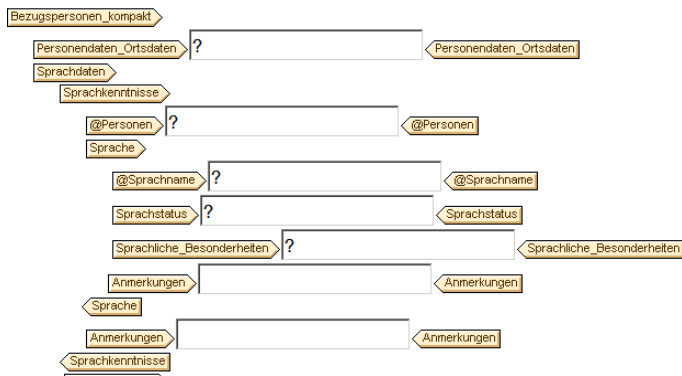 Bezugspersonen_kompakt
Personendaten_Ortsdaten ? Personendaten_Ortsdaten
Sprachdaten
Sprachkenntnisse
@Personen ? @Personen
Sprache
@Sprachname ? @Sprachname
Sprachstatus ? Sprachstatus
Sprachliche_Besonderheiten ? Sprachliche_Besonderheiten
Anmerkungen Anmerkungen
Sprache
Anmerkungen Anmerkungen
Sprachkenntnisse